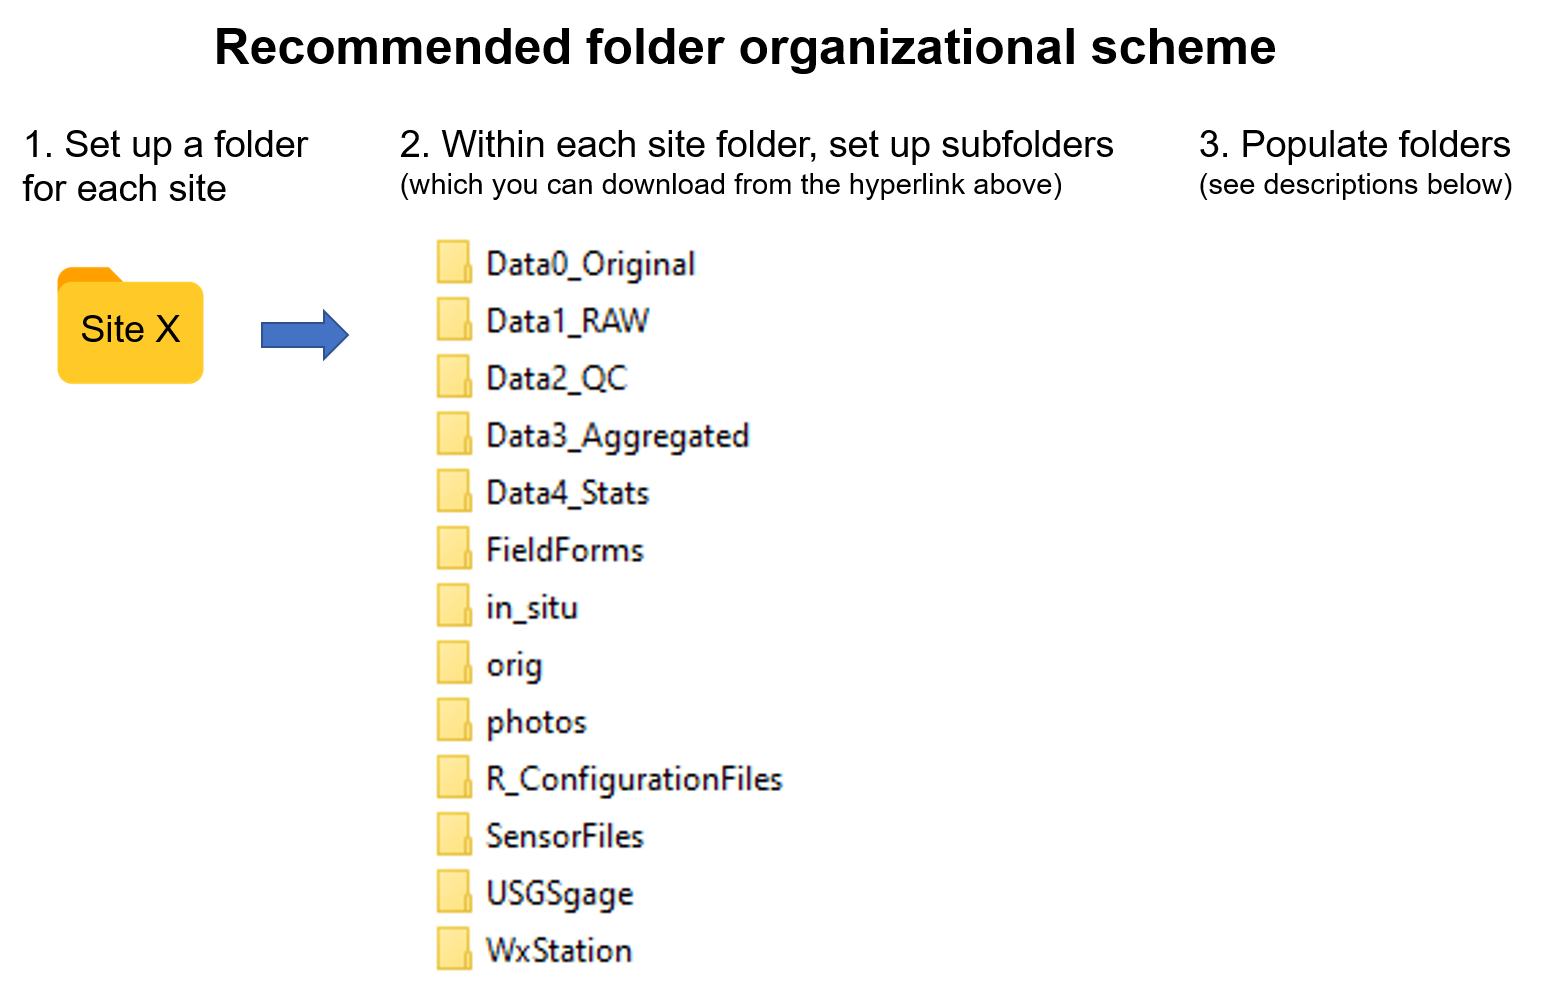 Recommended folder organizational scheme
1. Set up a folder
for each site
2. Within each site folder, set up subfolders
(which you can download from the hyperlink above)
3. Populate folders
(see descriptions below)
Site X
Data0_Original
Data1_RAW
Data2_QC
Data3_Aggregated
Data4_Stats
FieldForms
in_situ
orig
photos
R_ConfigurationFiles
SensorFiles
USGSgage
WxStation